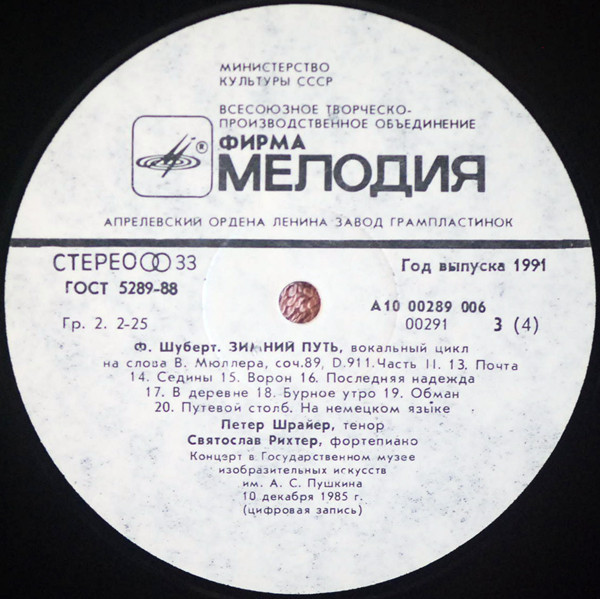 МИНИСТЕРСТВО
КУЛЬТУРЫ СССР
ВСЕСОЮЗНОЕ ТВОРЧЕСКО-
ПРОИЗВОДСТВЕННОЕ ОБЪЕДИНЕНИЕ
ФИРМА
®
МЕЛОДИЯ
АПРЕЛЕВСКИЙ ОРДЕНА ЛЕНИНА ЗАВОД ГРАМПЛАСТИНОК
СТЕРЕО 33
Год выпуска 1991
ГОСТ 5289-88
А10 00289 006
Гр. 2. 2-25
00291 3 (4)
Ф. Шуберт. ЗИМНИЙ ПУТЬ, вокальный цикл
на слова В. Мюллера, соч.89, D.911.Часть II. 13. Почта
14. Седины 15. Ворон 16. Последняя надежда
17. В деревне 18. Бурное утро 19. Обман
20. Путевой столб. На немецком языке
Петер Шрайер, тенор
Святослав Рихтер, фортепиано
Концерт в Государственном музее
изобразительных искусств
им. А. С. Пушкина
10 декабря 1985 г.
(цифровая запись)